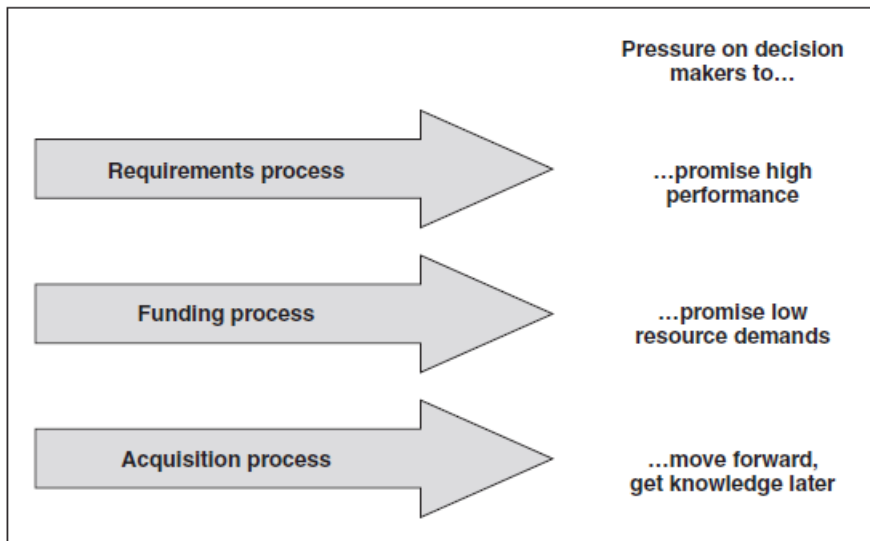 Pressure on decision
makers to…
Requirements process
…promise high
performance
Funding process
…promise low
resource demands
Acquisition process
…move forward,
get knowledge later